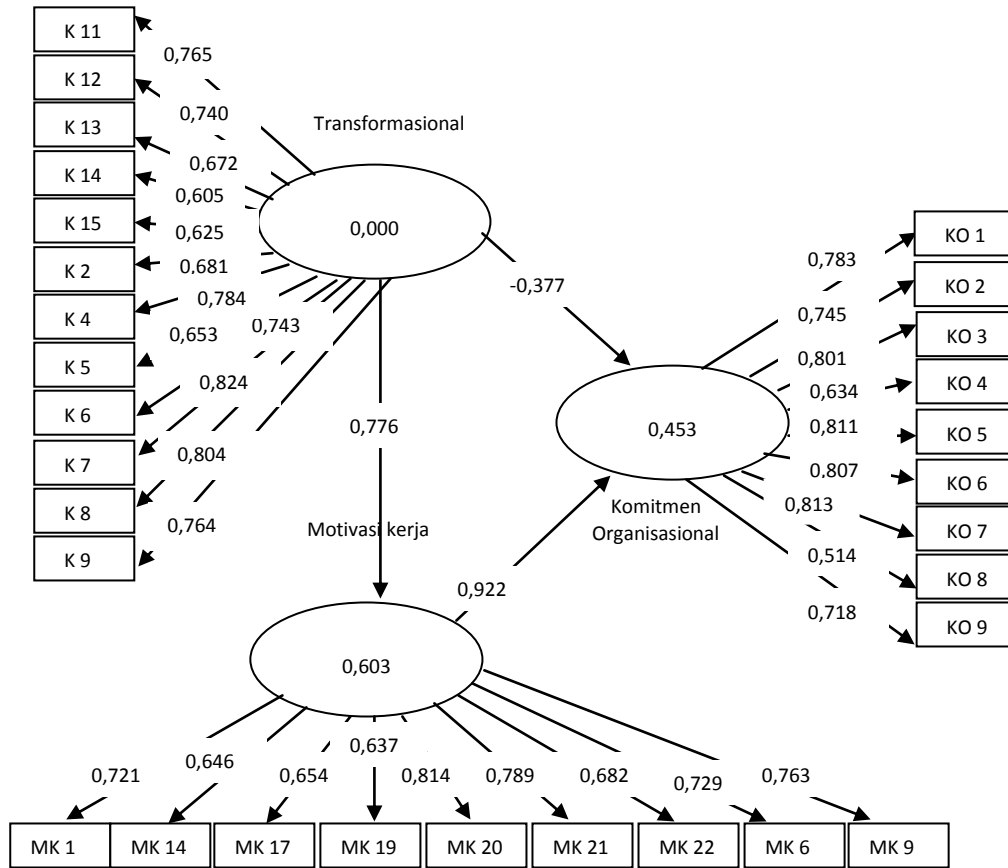 K 11
0,765
K 12
0,740
Transformasional
K 13
0,672
K 14
0,605
K 15
0,625
0,000
KO 1
K 2
0,681
0,783
-0,377
KO 2
K 4
0,784
0,745
0,743
K 5
0,653
0,801
KO 3
K 6
0,824
0,634
KO 4
0,776
0,453
0,811
KO 5
K 7
0,804
0,807
KO 6
K 8
0,764
Motivasi kerja
Komitmen
Organisasional
0,813
KO 7
K 9
0,514
KO 8
0,922
0,718
KO 9
0,603
0,721
0,646
0,654
0,637
0,814
0,789
0,682
0,729
0,763
MK 1
MK 14
MK 17
MK 19
MK 20
MK 21
MK 22
MK 6
MK 9